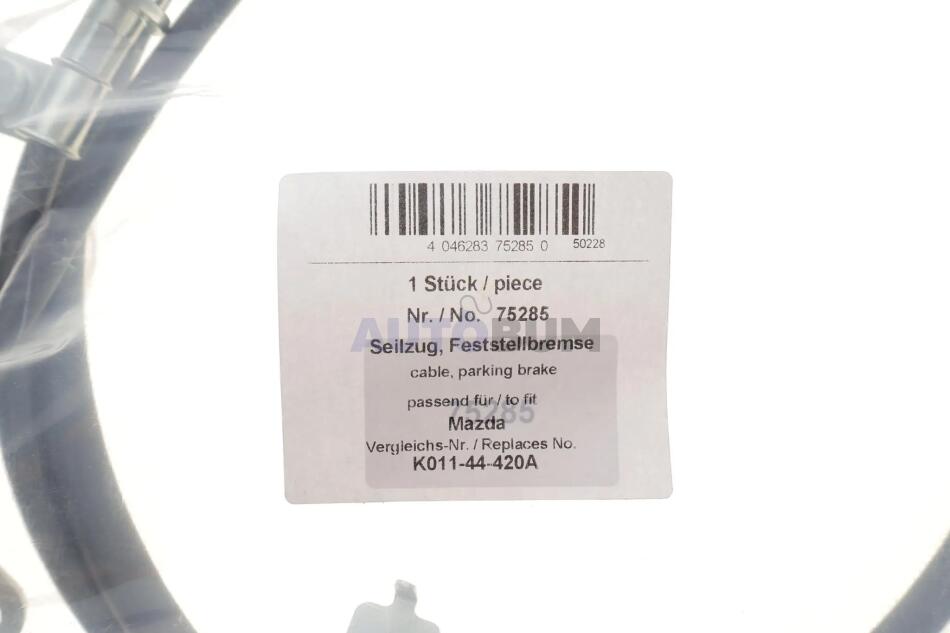 4 046283 75285 0 50228
1 Stück / piece
Nr. / No. 75285
AUTOBUM
Seilzug, Feststellbremse
cable, parking brake
passend für / to fit
75285
Mazda
Vergleichs-Nr. / Replaces No.
K011-44-420A